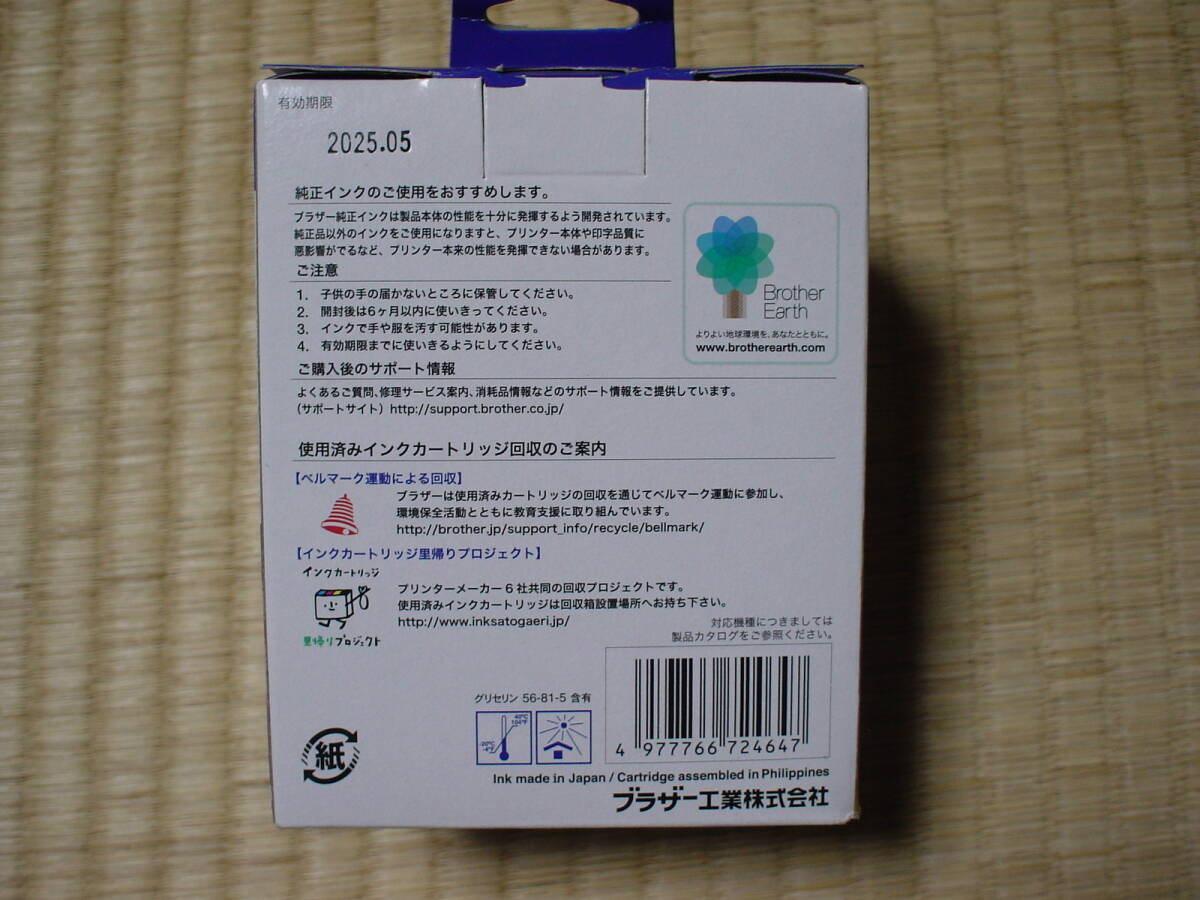 有効期限
2025.05
純正インクのご使用をおすすめします。
ブラザー純正インクは製品本体の性能を十分に発揮するよう開発されています。
純正品以外のインクをご使用になりますと、プリンター本体や印字品質に
悪影響がでるなど、プリンター本来の性能を発揮できない場合があります。
ご注意
1. 子供の手の届かないところに保管してください。
2. 開封後は6ヶ月以内に使いきってください。
3. インクで手や服を汚す可能性があります。
4. 有効期限までに使いきるようにしてください。
Brother
Earth
よりよい地球環境を、あなたとともに。
www.brotherearth.com
ご購入後のサポート情報
よくあるご質問、修理サービス案内、消耗品情報などのサポート情報をご提供しています。
（サポートサイト）http://support.brother.co.jp/
使用済みインクカートリッジ回収のご案内
【ベルマーク運動による回収】
ブラザーは使用済みカートリッジの回収を通じてベルマーク運動に参加し、
環境保全活動とともに教育支援に取り組んでいます。
http://brother.jp/support_info/recycle/bellmark/
【インクカートリッジ里帰りプロジェクト】
インクカートリッジ
里帰りプロジェクト
プリンターメーカー6社共同の回収プロジェクトです。
使用済みインクカートリッジは回収箱設置場所へお持ち下さい。
http://www.inksatogaeri.jp/
対応機種につきましては
製品カタログをご参照ください。
グリセリン 56-81-5 含有
40℃
104°F
-20℃
-4°F
4 977766 724647
紙
Ink made in Japan / Cartridge assembled in Philippines
ブラザー工業株式会社